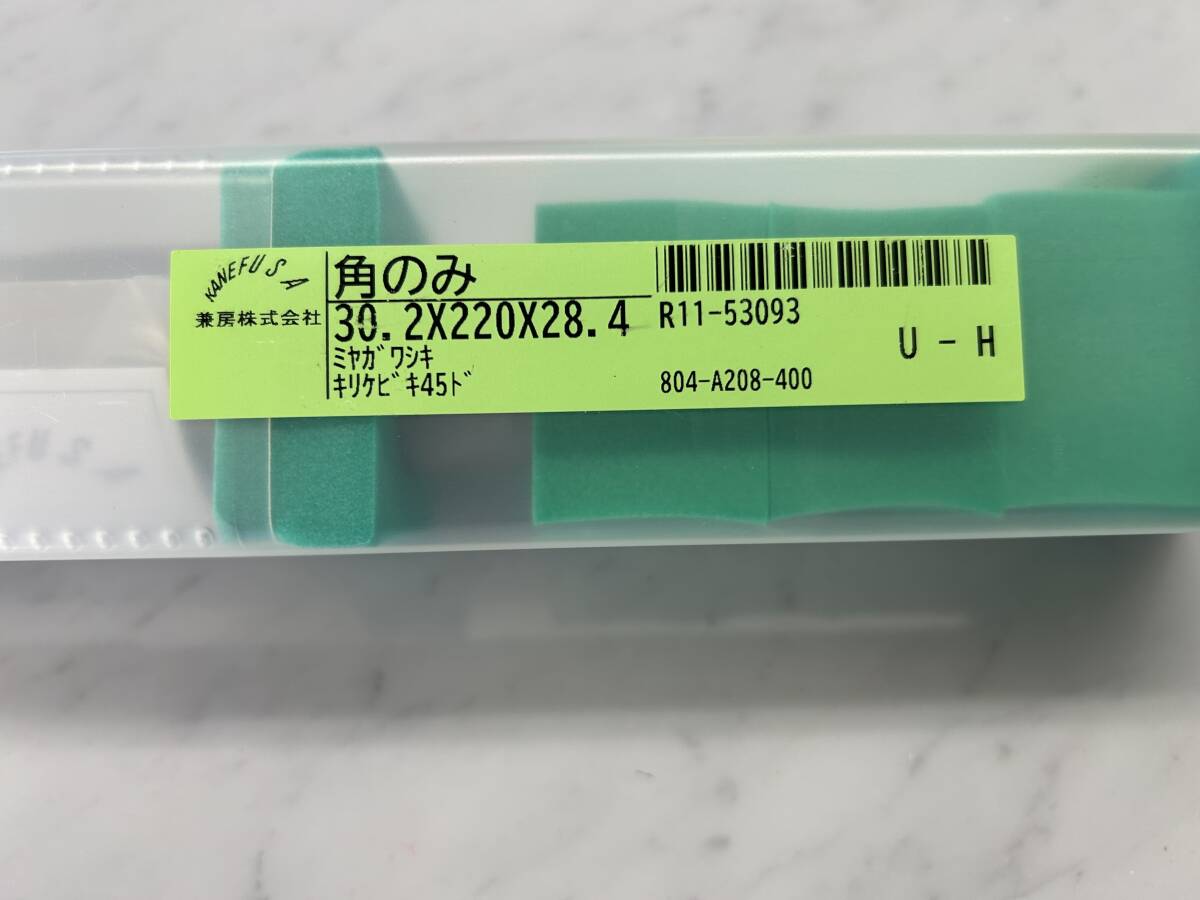 KANEFUSA
兼房株式会社
角のみ
30.2X220X28.4
ミヤガワシキ
キリケビキ45ド
R11-53093
804-A208-400
U - H